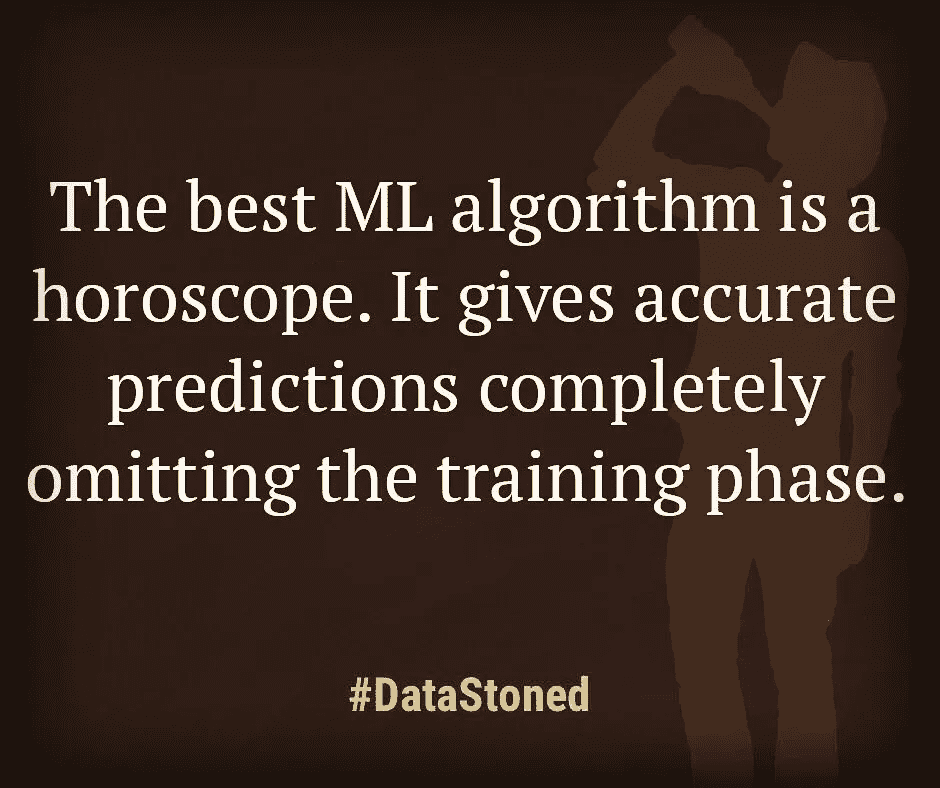 The best ML algorithm is a
horoscope. It gives accurate
predictions completely
omitting the training phase.
#DataStoned